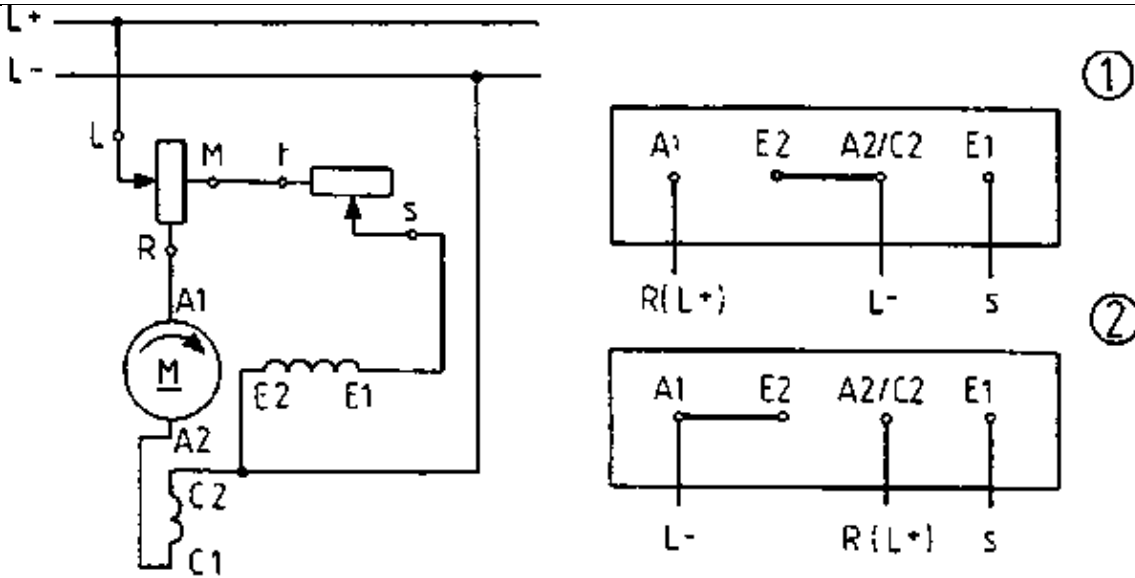 L+
L-
L
M
t
s
R
A1
M
E2 E1
A2
C2
C1
1
A1 E2 A2/C2 E1
R(L+) L- s
2
A1 E2 A2/C2 E1
L- R(L+) s